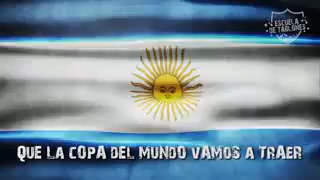 ESCUELA
DE TABLONES
QUE LA COPA DEL MUNDO VAMOS A TRAER